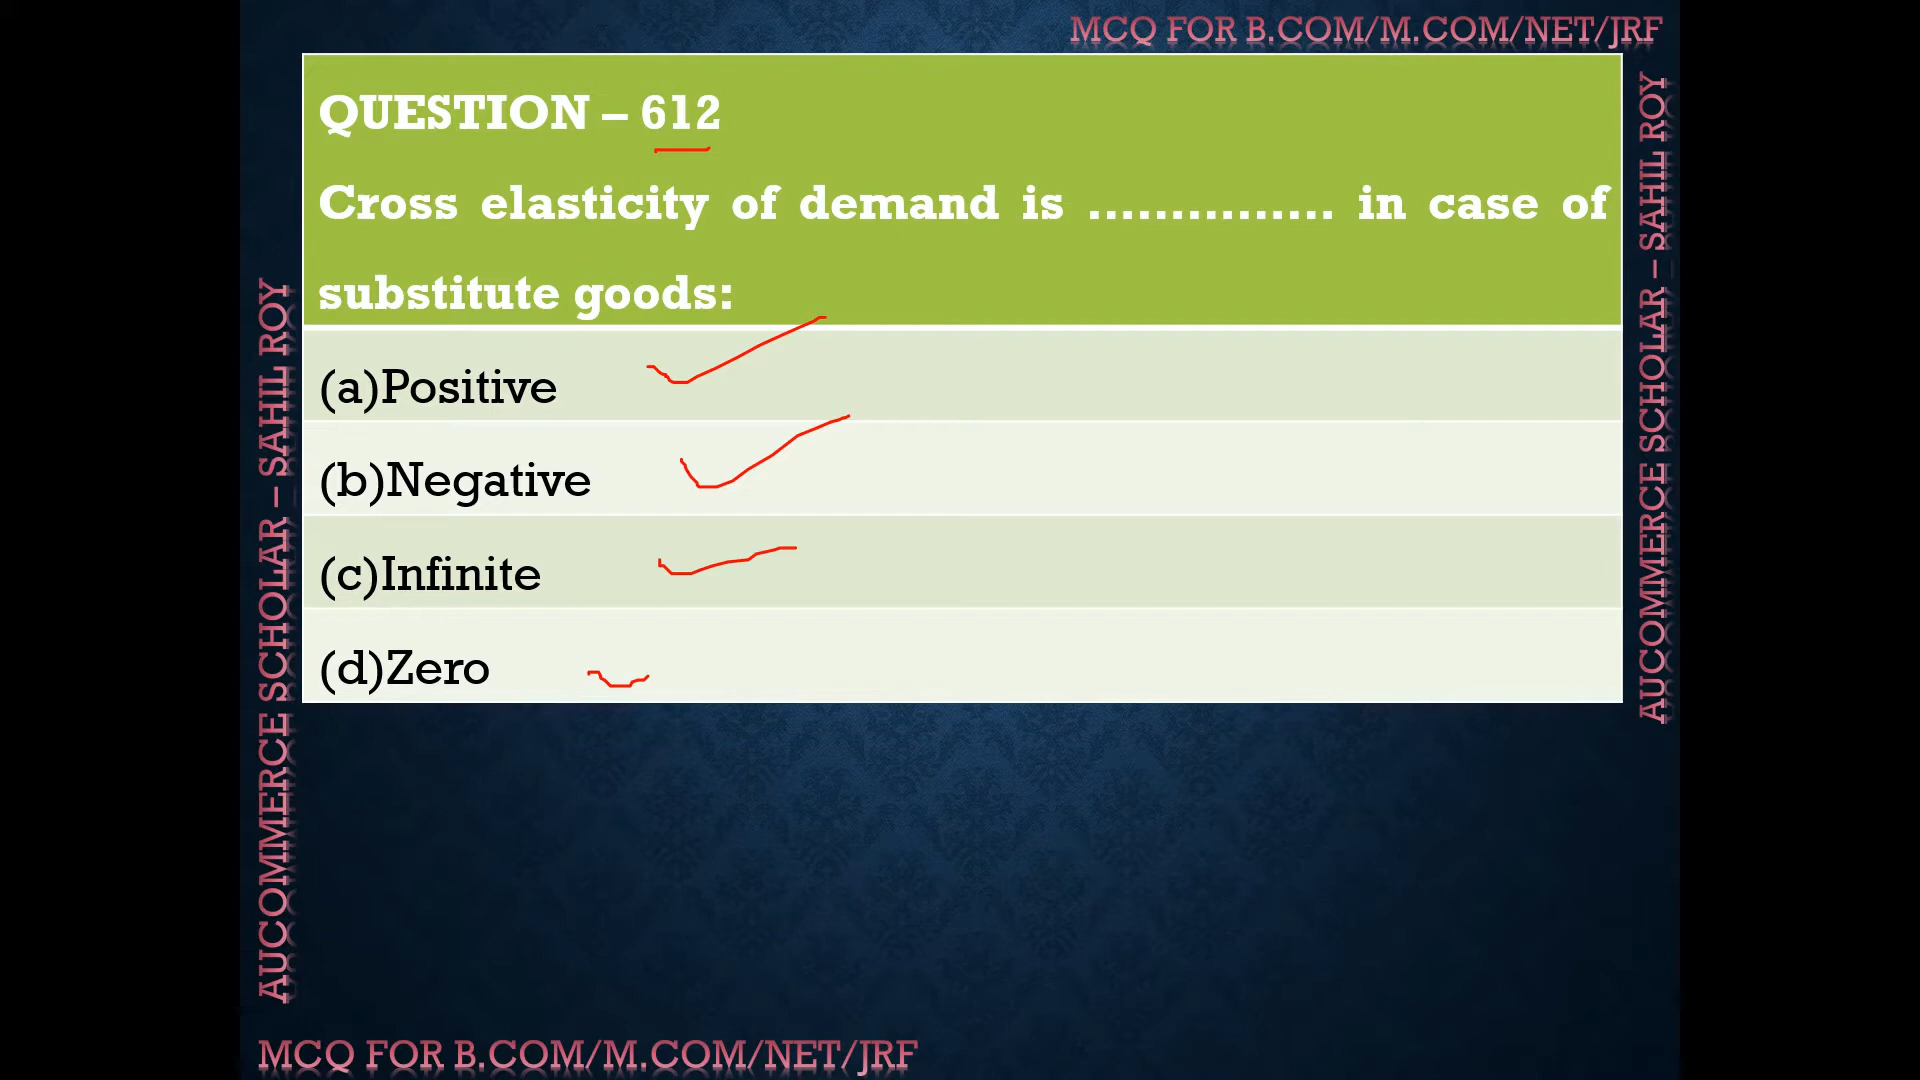 MCQ FOR B.COM/M.COM/NET/JRF
QUESTION – 612
Cross elasticity of demand is ............... in case of
substitute goods:
(a)Positive
(b)Negative
(c)Infinite
(d)Zero
AUCOMMERCE SCHOLAR – SAHIL ROY
AUCOMMERCE SCHOLAR – SAHIL ROY
MCQ FOR B.COM/M.COM/NET/JRF